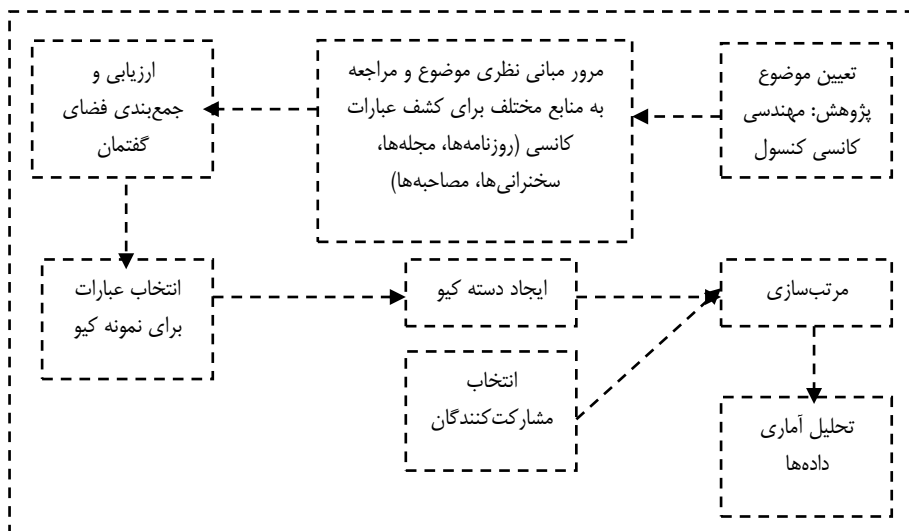 تعیین موضوع
پژوهش: مهندسی
کانسی کنسول
مرور مبانی نظری موضوع و مراجعه
به منابع مختلف برای کشف عبارات
کانسی (روزنامه‌ها، مجله‌ها،
سخنرانی‌ها، مصاحبه‌ها)
ارزیابی و
جمع‌بندی فضای
گفتمان
انتخاب عبارات
برای نمونه کیو
ایجاد دسته کیو
انتخاب
مشارکت‌کنندگان
مرتب‌سازی
تحلیل آماری
داده‌ها